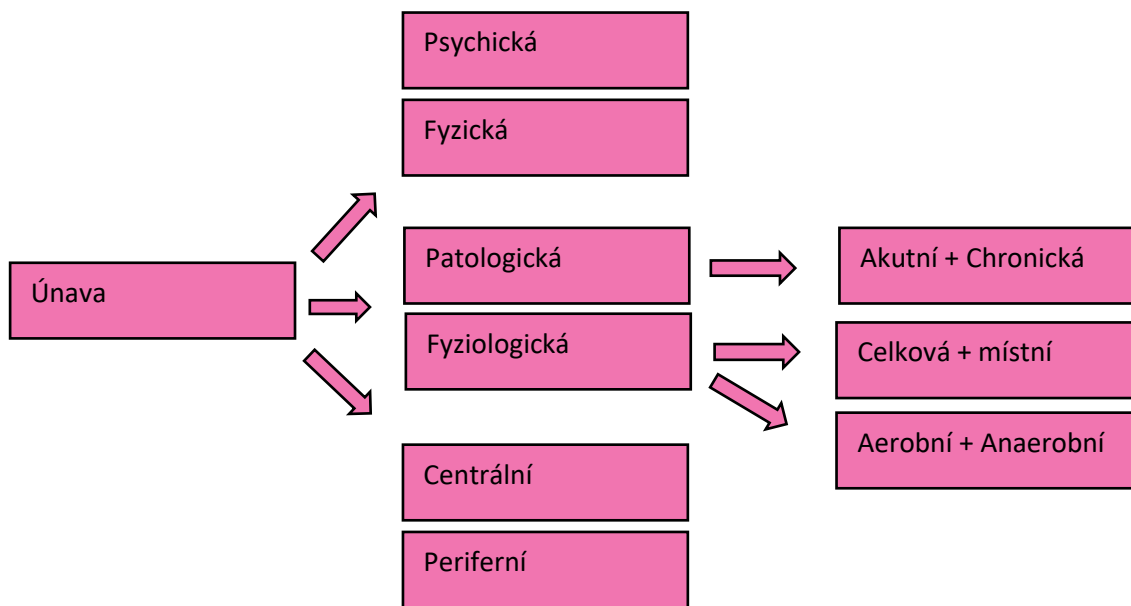 Psychická
Fyzická
Únava
Patologická
Fyziologická
Akutní + Chronická
Celková + místní
Aerobní + Anaerobní
Centrální
Periferní